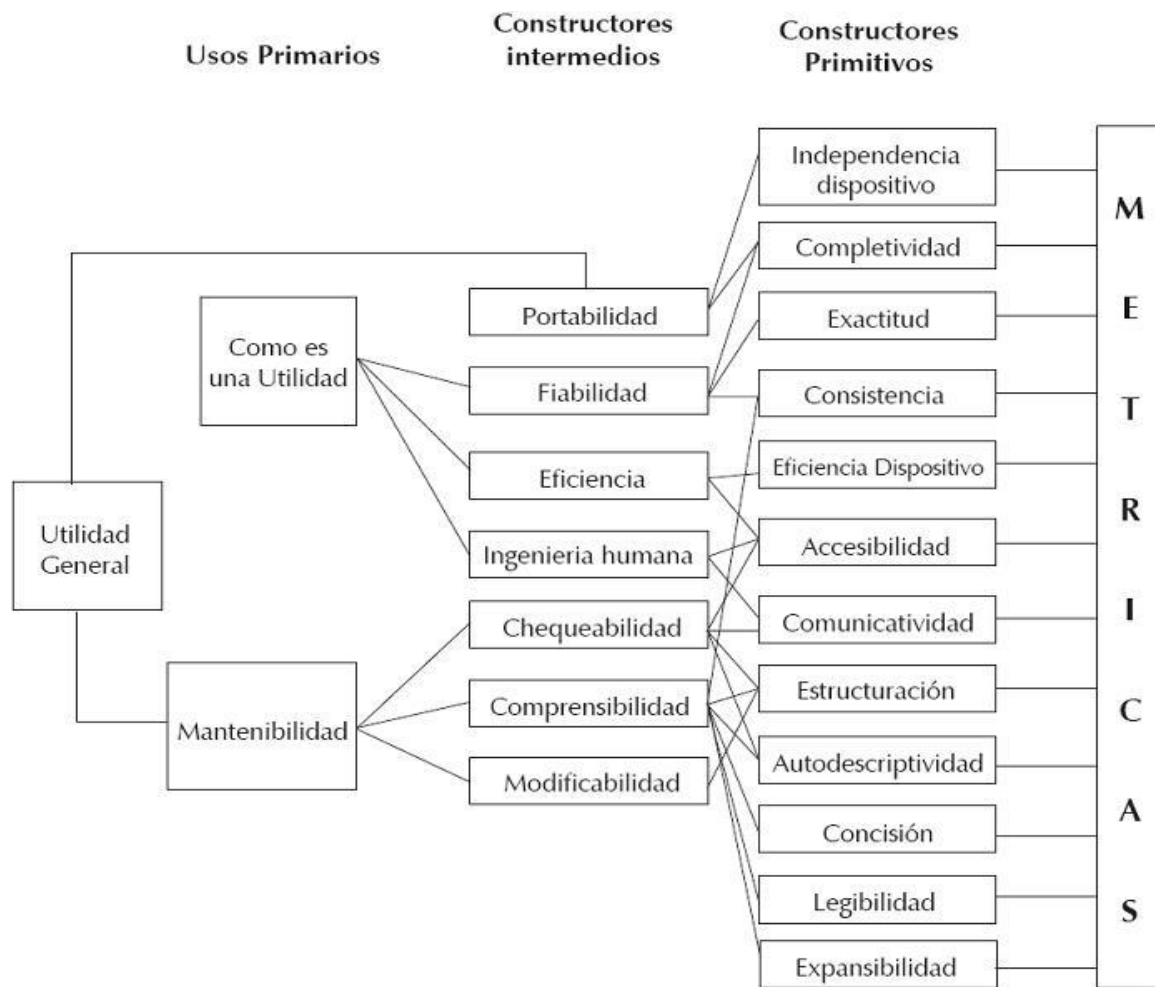 Usos Primarios
Constructores
intermedios
Constructores
Primitivos
Utilidad
General
Como es
una Utilidad
Mantenibilidad
Portabilidad
Fiabilidad
Eficiencia
Ingenieria humana
Chequeabilidad
Comprensibilidad
Modificabilidad
Independencia
dispositivo
Completividad
Exactitud
Consistencia
Eficiencia Dispositivo
Accesibilidad
Comunicatividad
Estructuración
Autodescriptividad
Concisión
Legibilidad
Expansibilidad
M
E
T
R
I
C
A
S